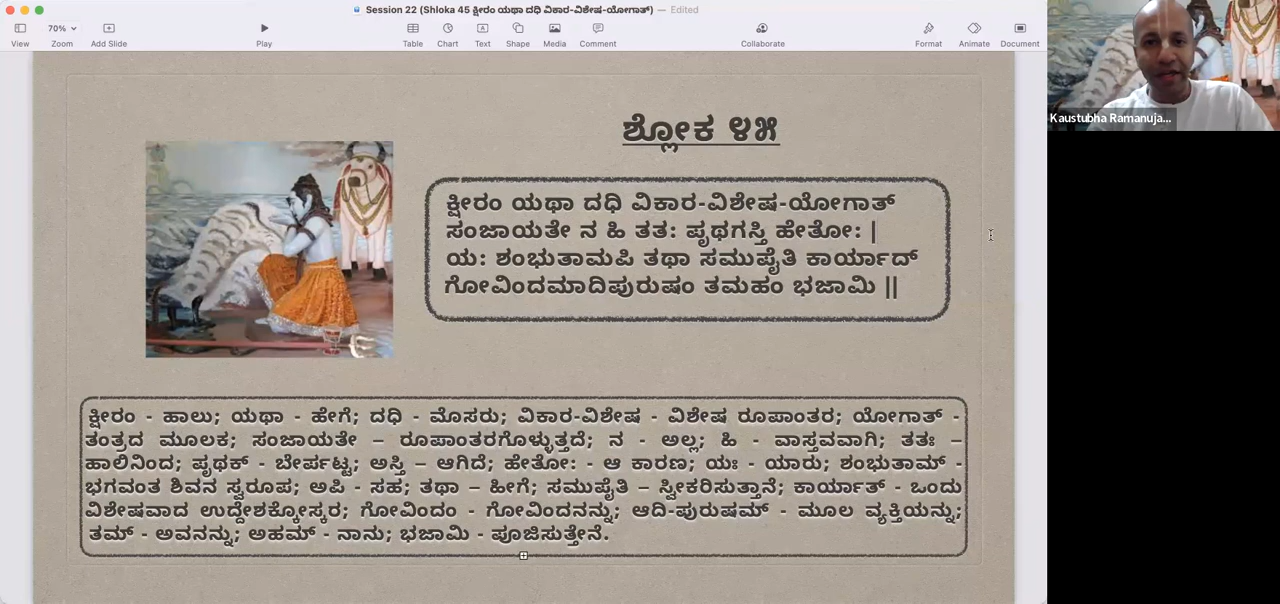 Session 22 (Shloka 45 ಕ್ಷೀರಂ ಯಥಾ ದಧಿ ವಿಕಾರ-ವಿಶೇಷ-ಯೋಗಾತ್) — Edited
70%
View Zoom Add Slide Play Table Chart Text Shape Media Comment Collaborate Format Animate Document
Kaustubha Ramanuja...
ಶ್ಲೋಕ ೪೫
ಕ್ಷೀರಂ ಯಥಾ ದಧಿ ವಿಕಾರ-ವಿಶೇಷ-ಯೋಗಾತ್
ಸಂಜಾಯತೇ ನ ಹಿ ತತಃ ಪೃಥಗಸ್ತಿ ಹೇತೋಃ |
ಯಃ ಶಂಭುತಾಮಪಿ ತಥಾ ಸಮುಪೈತಿ ಕಾರ್ಯಾದ್
ಗೋವಿಂದಮಾದಿಪುರುಷಂ ತಮಹಂ ಭಜಾಮಿ ||
ಕ್ಷೀರಂ - ಹಾಲು; ಯಥಾ - ಹೇಗೆ; ದಧಿ - ಮೊಸರು; ವಿಕಾರ-ವಿಶೇಷ - ವಿಶೇಷ ರೂಪಾಂತರ; ಯೋಗಾತ್ -
ತಂತ್ರದ ಮೂಲಕ; ಸಂಜಾಯತೇ – ರೂಪಾಂತರಗೊಳ್ಳುತ್ತದೆ; ನ - ಅಲ್ಲ; ಹಿ - ವಾಸ್ತವವಾಗಿ; ತತಃ –
ಹಾಲಿನಿಂದ; ಪೃಥಕ್ - ಬೇರ್ಪಟ್ಟ; ಅಸ್ತಿ – ಆಗಿದೆ; ಹೇತೋಃ - ಆ ಕಾರಣ; ಯಃ - ಯಾರು; ಶಂಭುತಾಮ್ -
ಭಗವಂತ ಶಿವನ ಸ್ವರೂಪ; ಅಪಿ - ಸಹ; ತಥಾ – ಹೀಗೆ; ಸಮುಪೈತಿ – ಸ್ವೀಕರಿಸುತ್ತಾನೆ; ಕಾರ್ಯಾತ್ - ಒಂದು
ವಿಶೇಷವಾದ ಉದ್ದೇಶಕ್ಕೋಸ್ಕರ; ಗೋವಿಂದಂ - ಗೋವಿಂದನನ್ನು; ಆದಿ-ಪುರುಷಮ್ - ಮೂಲ ವ್ಯಕ್ತಿಯನ್ನು;
ತಮ್ - ಅವನನ್ನು; ಅಹಮ್ - ನಾನು; ಭಜಾಮಿ - ಪೂಜಿಸುತ್ತೇನೆ.